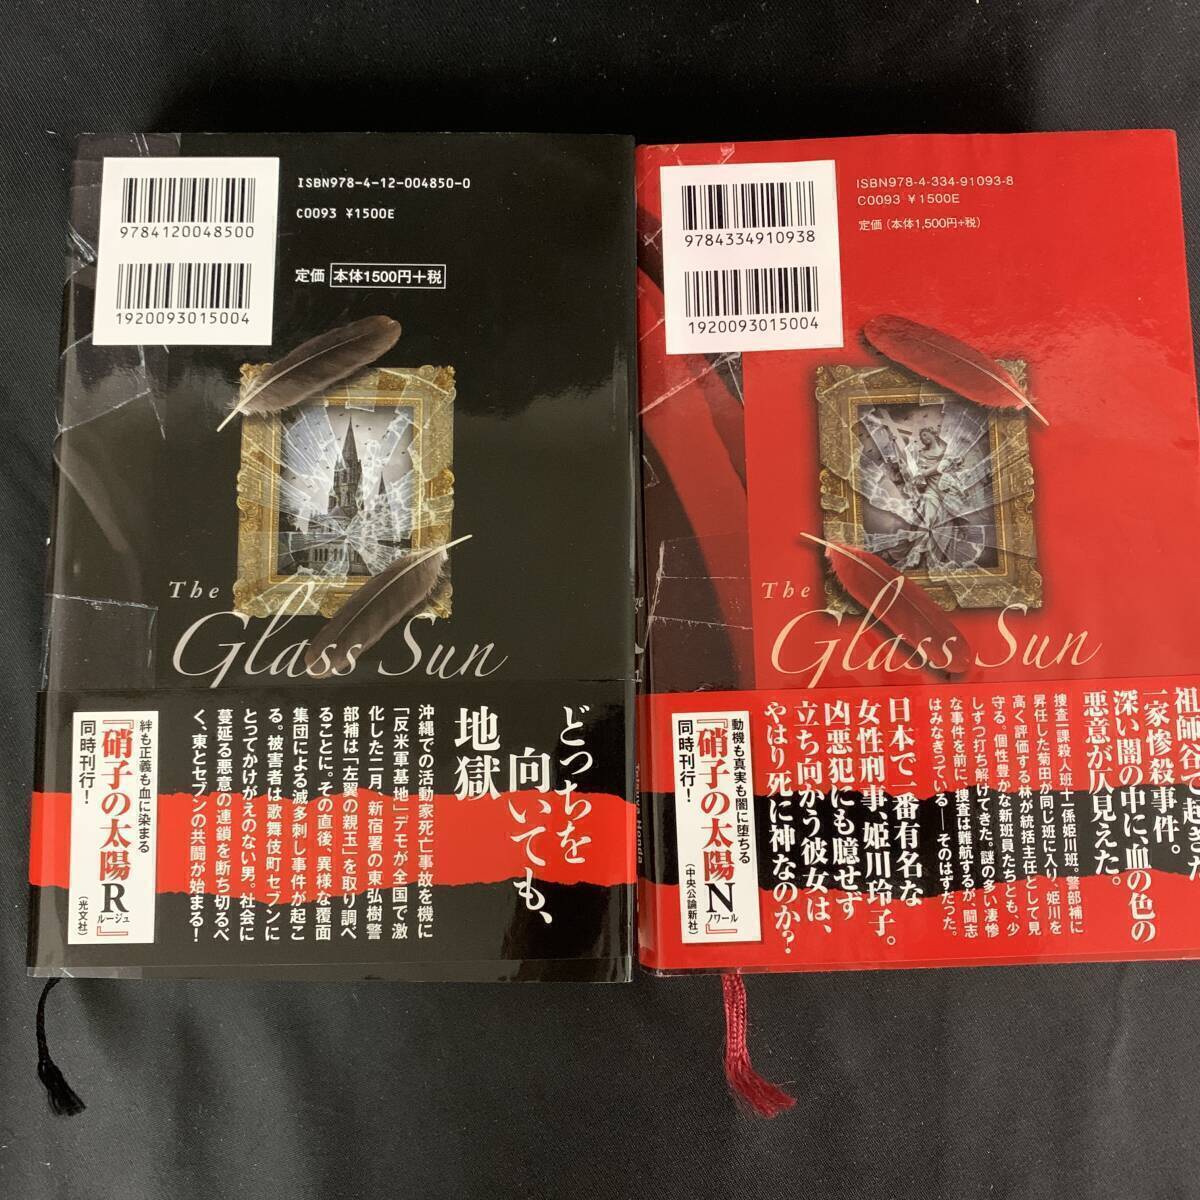 ISBN978-4-12-004850-0
C0093 ¥1500E
定価 本体1500円+税
9784120048500
1920093015004
The
Glass Sun
どっちを
向いても、
地獄
沖縄での活動家死亡事故を機に
「反米軍基地」デモが全国で激
化した二月、新宿署の東弘樹警
部補は「左翼の親玉」を取り調べ
ることに。その直後、異様な覆面
集団による滅多刺し事件が起こ
る。被害者は歌舞伎町セブンに
とってかけがえのない男。社会に
蔓延る悪意の連鎖を断ち切るべ
く、東とセブンの共闘が始まる!
絆も正義も血に染まる
『硝子の太陽R』
ルージュ
(光文社)
同時刊行!
ISBN978-4-334-91093-8
C0093 ¥1500E
定価(本体1,500円+税)
9784334910938
1920093015004
The
Glass Sun
祖師谷で起きた
一家惨殺事件。
深い闇の中に、血の色の
悪意が仄見えた。
捜査一課殺人班十一係姫川班。警部補に
昇任した菊田が同じ班に入り、姫川を
高く評価する林が統括主任として見
守る。個性豊かな新班員たちとも、少
しずつ打ち解けてきた。謎の多い凄惨
な事件を前に、捜査は難航するが、闘志
はみなぎっている――そのはずだった。
日本で一番有名な
女性刑事、姫川玲子。
凶悪犯にも臆せず
立ち向かう彼女は、
やはり死に神なのか?
動機も真実も闇に堕ちる
『硝子の太陽N』
ノワール
(中央公論新社)
同時刊行!